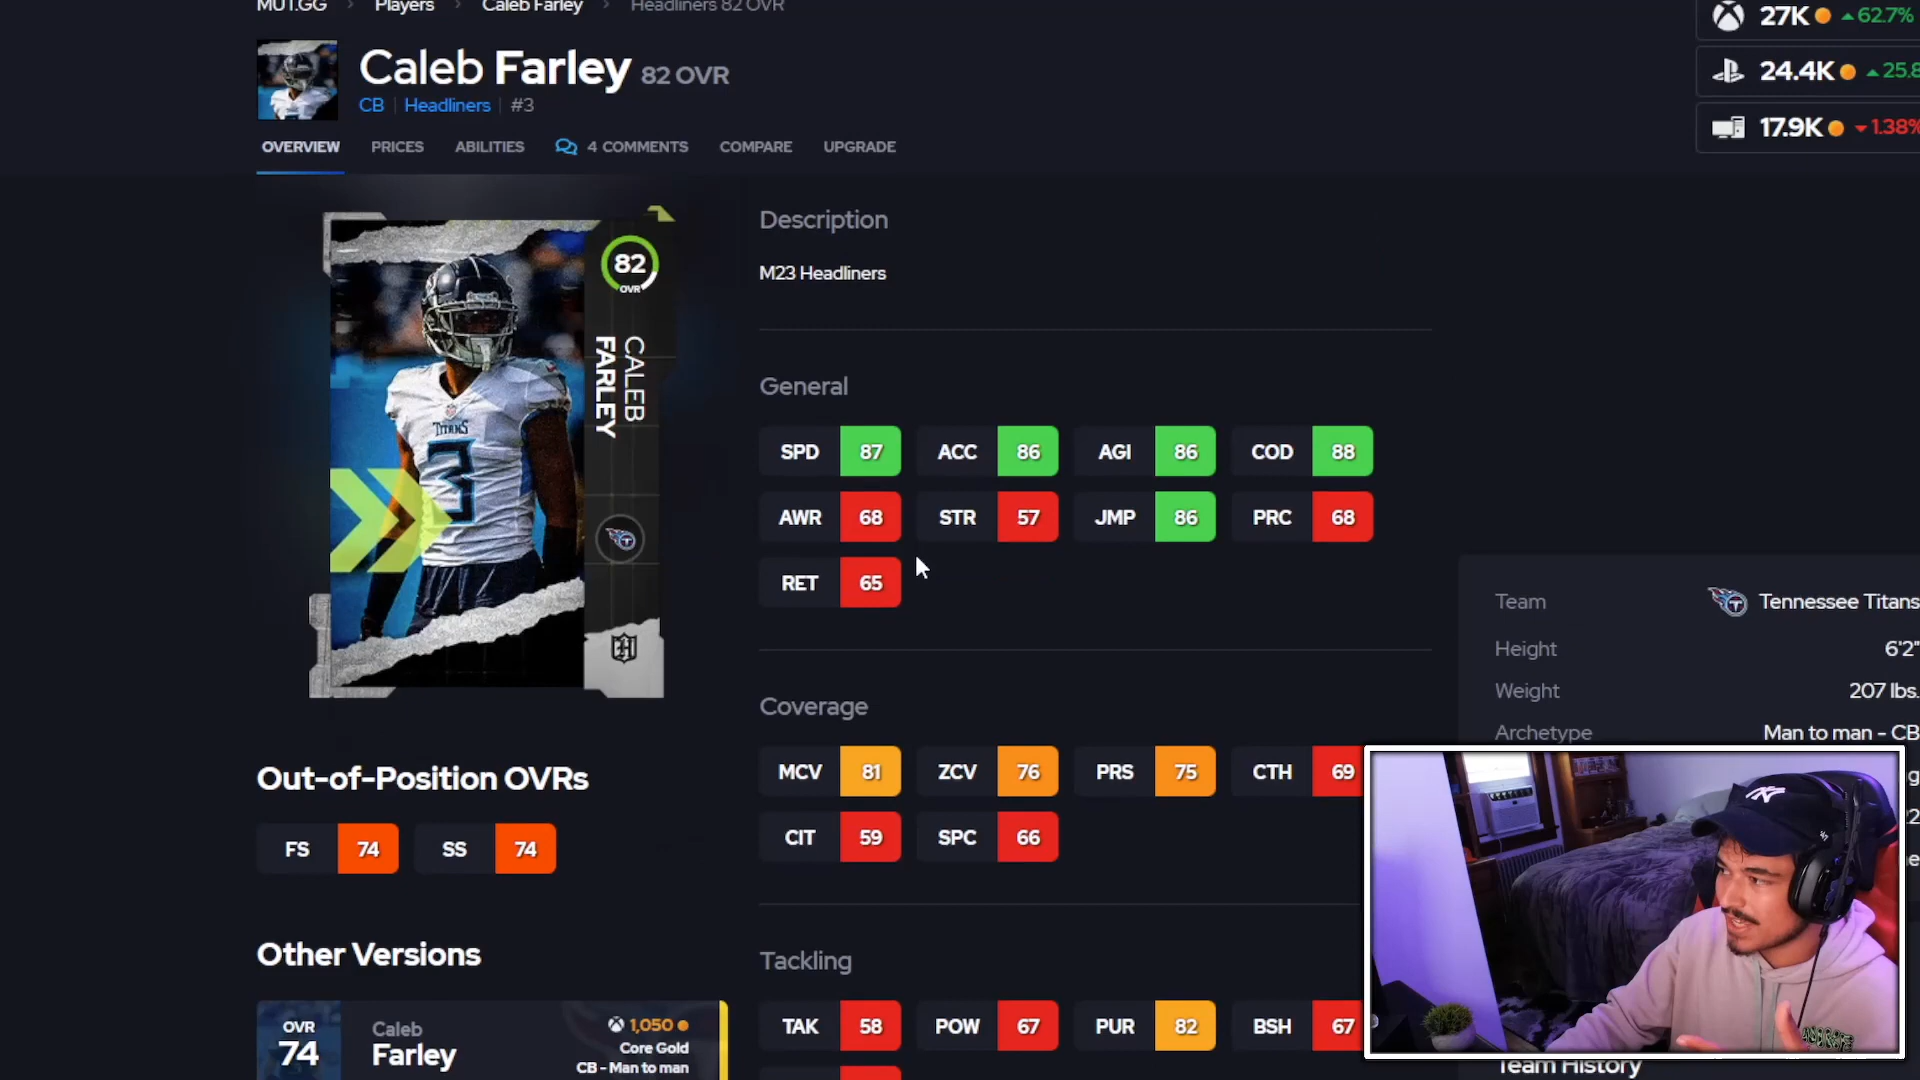 MUT.GG > Players > Caleb Farley > Headliners 82 OVR
Caleb Farley 82 OVR
CB | Headliners | #3
27K 62.7%
24.4K 25.8
17.9K 1.38%
OVERVIEW PRICES ABILITIES 4 COMMENTS COMPARE UPGRADE
82
OVR
CALEB
FARLEY
TITANS
3
Description
M23 Headliners
General
SPD 87 ACC 86 AGI 86 COD 88
AWR 68 STR 57 JMP 86 PRC 68
RET 65
Team Tennessee Titans
Height 6'2"
Weight 207 lbs.
Archetype Man to man - CB
Coverage
MCV 81 ZCV 76 PRS 75 CTH 69
CIT 59 SPC 66
Out-of-Position OVRs
FS 74 SS 74
Other Versions
OVR
74
Caleb
Farley
1,050
Core Gold
CB - Man to man
Tackling
TAK 58 POW 67 PUR 82 BSH 67
Team History